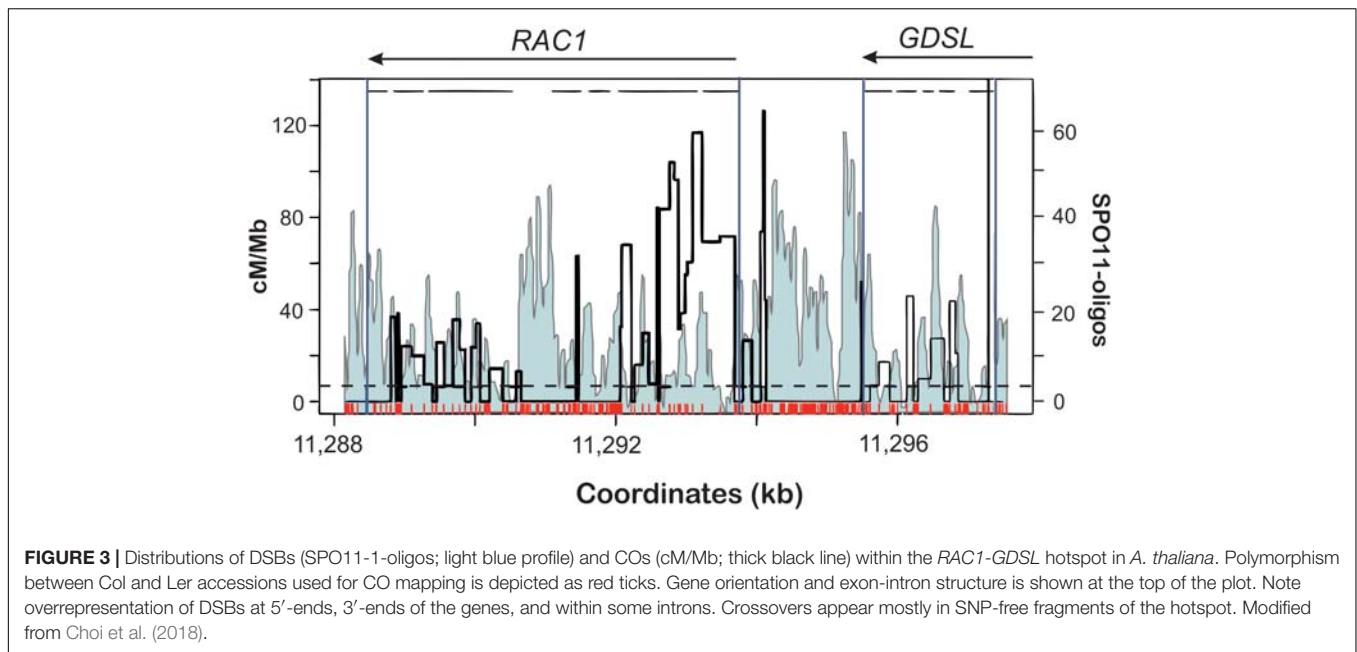 RAC1
GDSL
120
80
40
0
cM/Mb
60
40
20
0
SPO11-oligos
11,288
11,292
11,296
Coordinates (kb)
FIGURE 3 | Distributions of DSBs (SPO11-1-oligos; light blue profile) and COs (cM/Mb; thick black line) within the RAC1-GDSL hotspot in A. thaliana. Polymorphism
between Col and Ler accessions used for CO mapping is depicted as red ticks. Gene orientation and exon-intron structure is shown at the top of the plot. Note
overrepresentation of DSBs at 5′-ends, 3′-ends of the genes, and within some introns. Crossovers appear mostly in SNP-free fragments of the hotspot. Modified
from Choi et al. (2018).